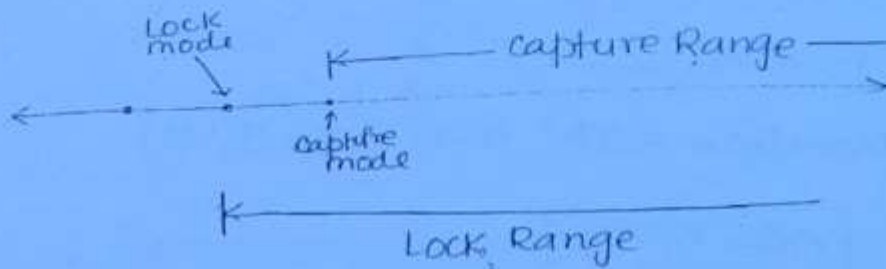 Lock
mode
Capture Range
capture
mode
Lock Range